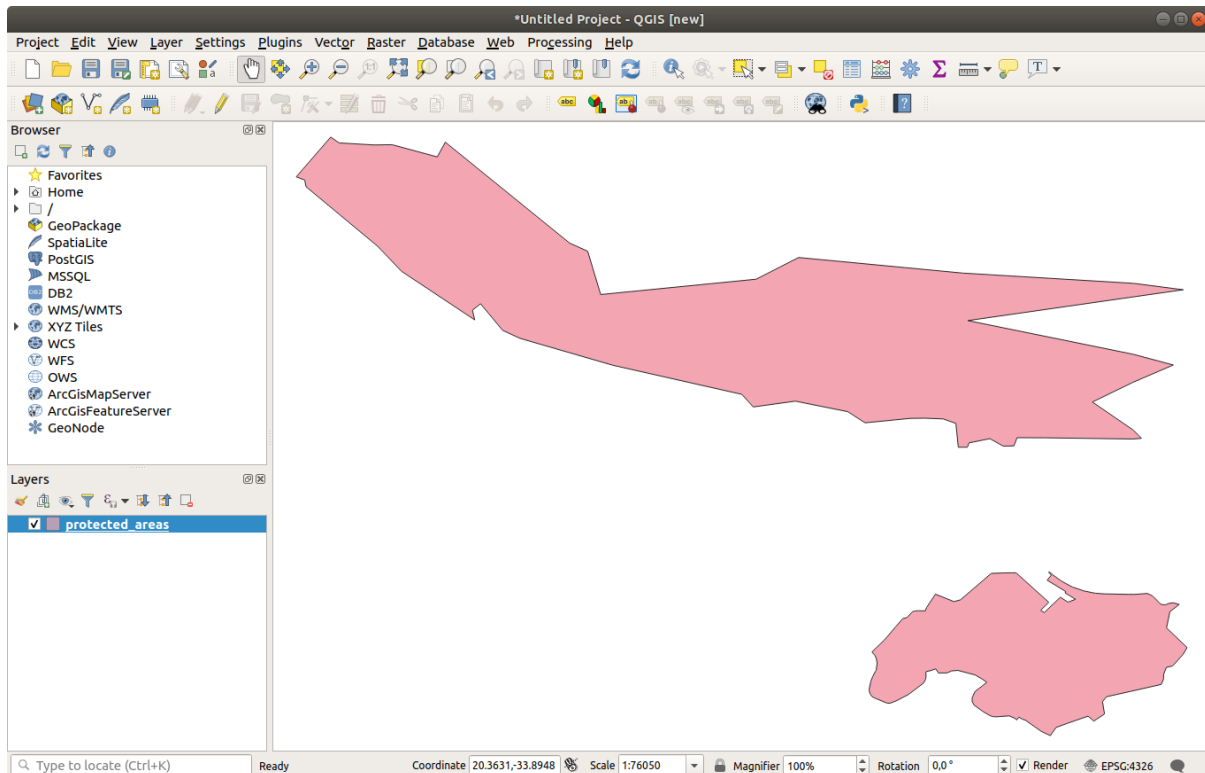 *Untitled Project - QGIS [new]
Project Edit View Layer Settings Plugins Vector Raster Database Web Processing Help
Browser
Favorites
Home
/
GeoPackage
SpatiaLite
PostGIS
MSSQL
DB2
WMS/WMTS
XYZ Tiles
WCS
WFS
OWS
ArcGisMapServer
ArcGisFeatureServer
GeoNode
Layers
protected_areas
Type to locate (Ctrl+K) Ready Coordinate 20.3631,-33.8948 Scale 1:76050 Magnifier 100% Rotation 0,0° Render EPSG:4326